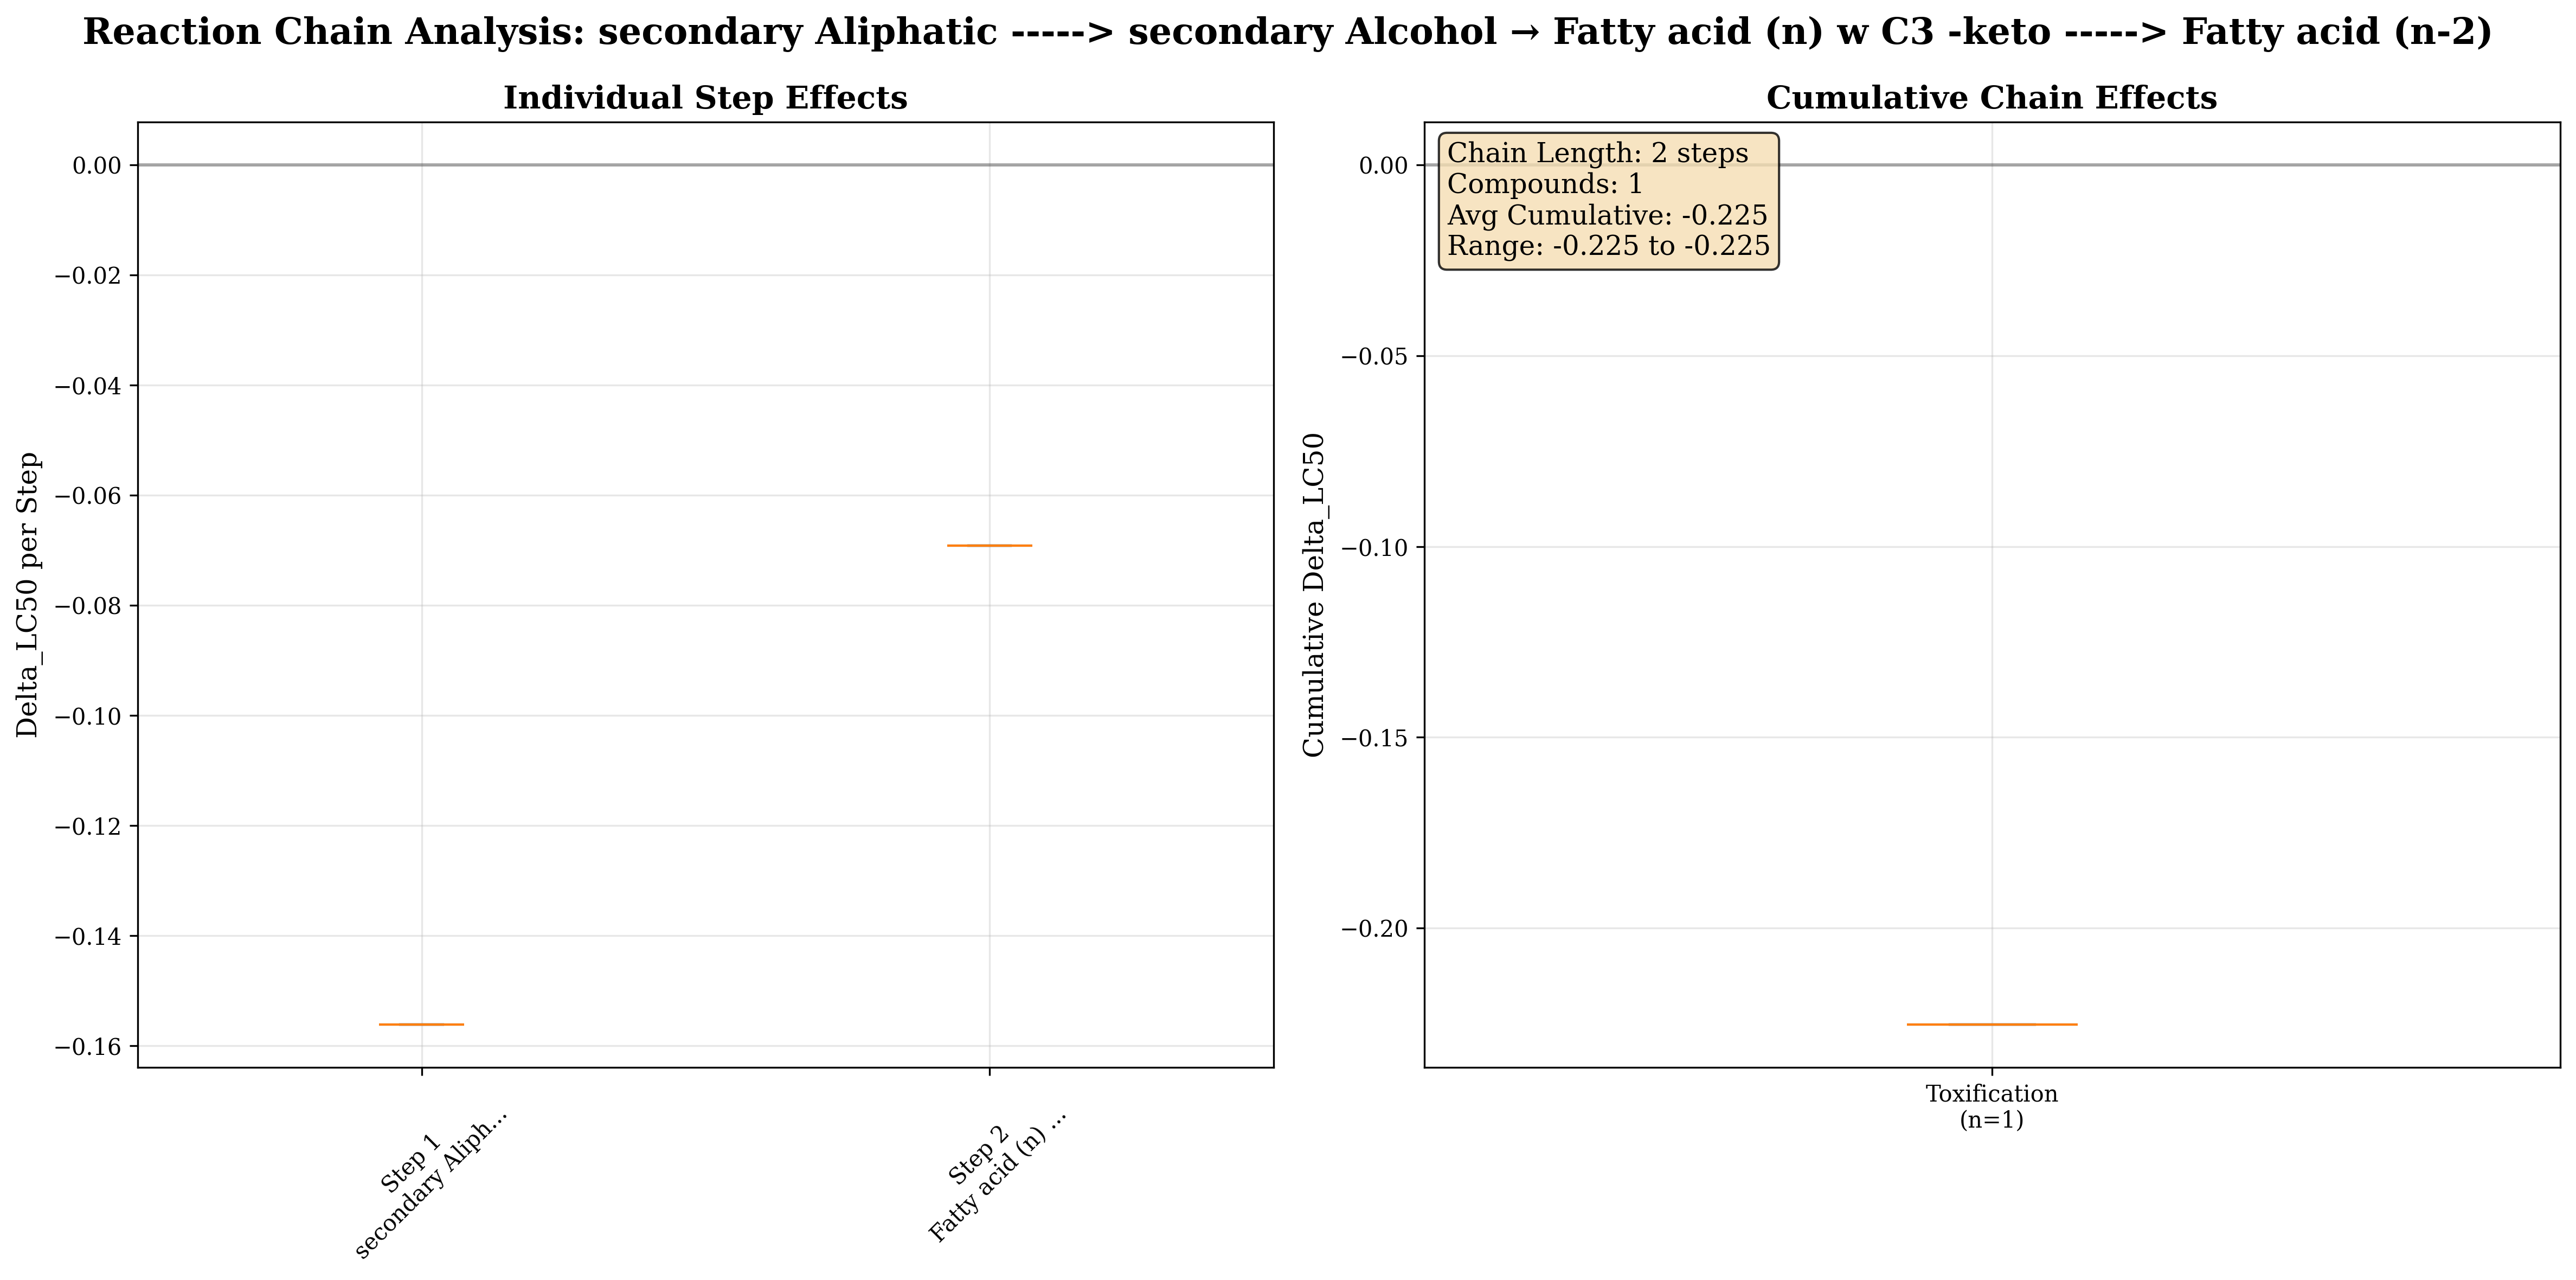 Reaction Chain Analysis: secondary Aliphatic -----> secondary Alcohol → Fatty acid (n) w C3 -keto -----> Fatty acid (n-2)
Individual Step Effects
Delta_LC50 per Step
0.00
−0.02
−0.04
−0.06
−0.08
−0.10
−0.12
−0.14
−0.16
Step 1
secondary Aliph...
Step 2
Fatty acid (n) ...
Cumulative Chain Effects
Cumulative Delta_LC50
0.00
−0.05
−0.10
−0.15
−0.20
Chain Length: 2 steps
Compounds: 1
Avg Cumulative: -0.225
Range: -0.225 to -0.225
Toxification
(n=1)